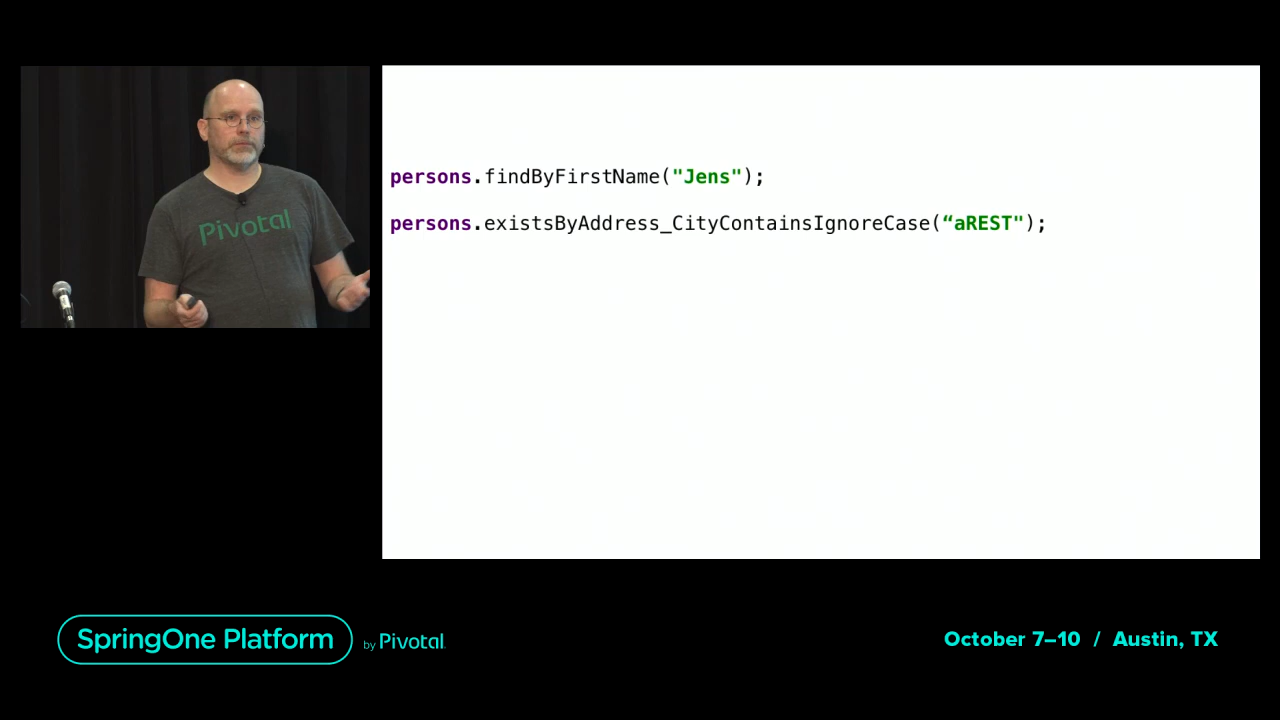 Pivotal
persons.findByFirstName("Jens");
persons.existsByAddress_CityContainsIgnoreCase(“aREST");
SpringOne Platform by Pivotal
October 7–10 / Austin, TX